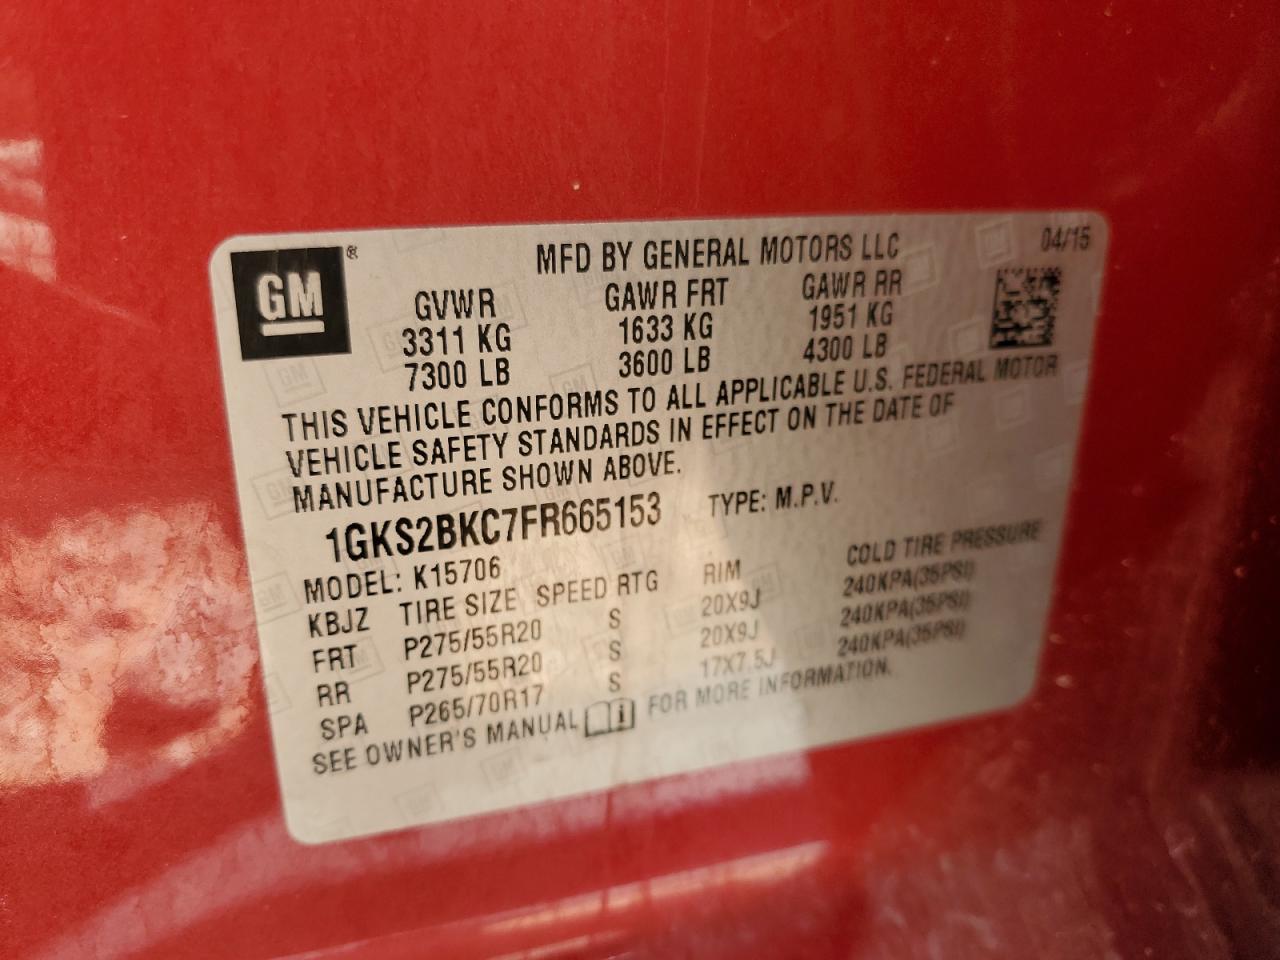 GM ®
MFD BY GENERAL MOTORS LLC 04/15
GVWR GAWR FRT GAWR RR
3311 KG 1633 KG 1951 KG
7300 LB 3600 LB 4300 LB
THIS VEHICLE CONFORMS TO ALL APPLICABLE U.S. FEDERAL MOTOR
VEHICLE SAFETY STANDARDS IN EFFECT ON THE DATE OF
MANUFACTURE SHOWN ABOVE.
1GKS2BKC7FR665153 TYPE: M.P.V.
MODEL: K15706
KBJZ TIRE SIZE SPEED RTG RIM COLD TIRE PRESSURE
FRT P275/55R20 S 20X9J 240KPA(35PSI)
RR P275/55R20 S 20X9J 240KPA(35PSI)
SPA P265/70R17 S 17X7.5J 240KPA(35PSI)
SEE OWNER'S MANUAL FOR MORE INFORMATION.